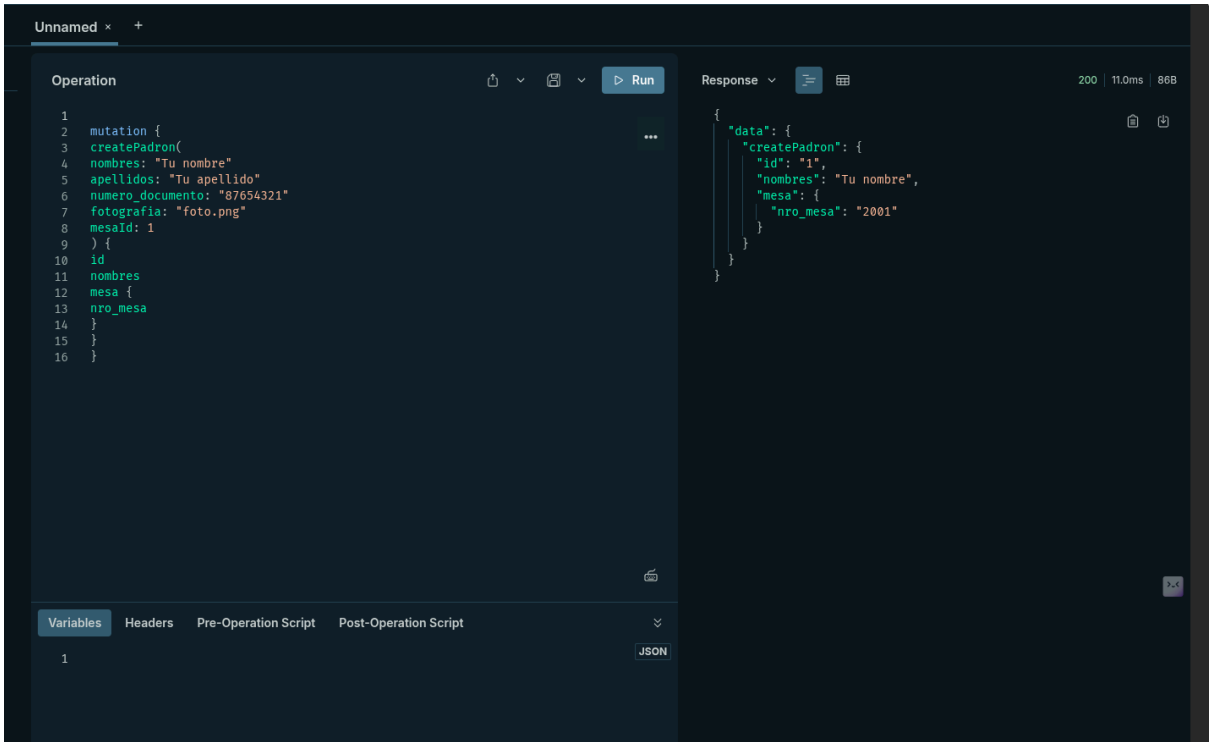 Unnamed × +
Operation
Run
1
2 mutation {
3 createPadron(
4 nombres: "Tu nombre"
5 apellidos: "Tu apellido"
6 numero_documento: "87654321"
7 fotografia: "foto.png"
8 mesaId: 1
9 ) {
10 id
11 nombres
12 mesa {
13 nro_mesa
14 }
15 }
16 }
Variables Headers Pre-Operation Script Post-Operation Script
1
JSON
Response
200 11.0ms 86B
{
"data": {
"createPadron": {
"id": "1",
"nombres": "Tu nombre",
"mesa": {
"nro_mesa": "2001"
}
}
}
}